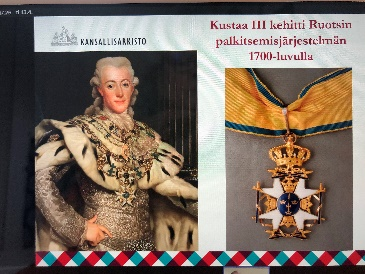 KANSALLISARKISTO
Kustaa III kehitti Ruotsin
palkitsemisjärjestelmän
1700-luvulla